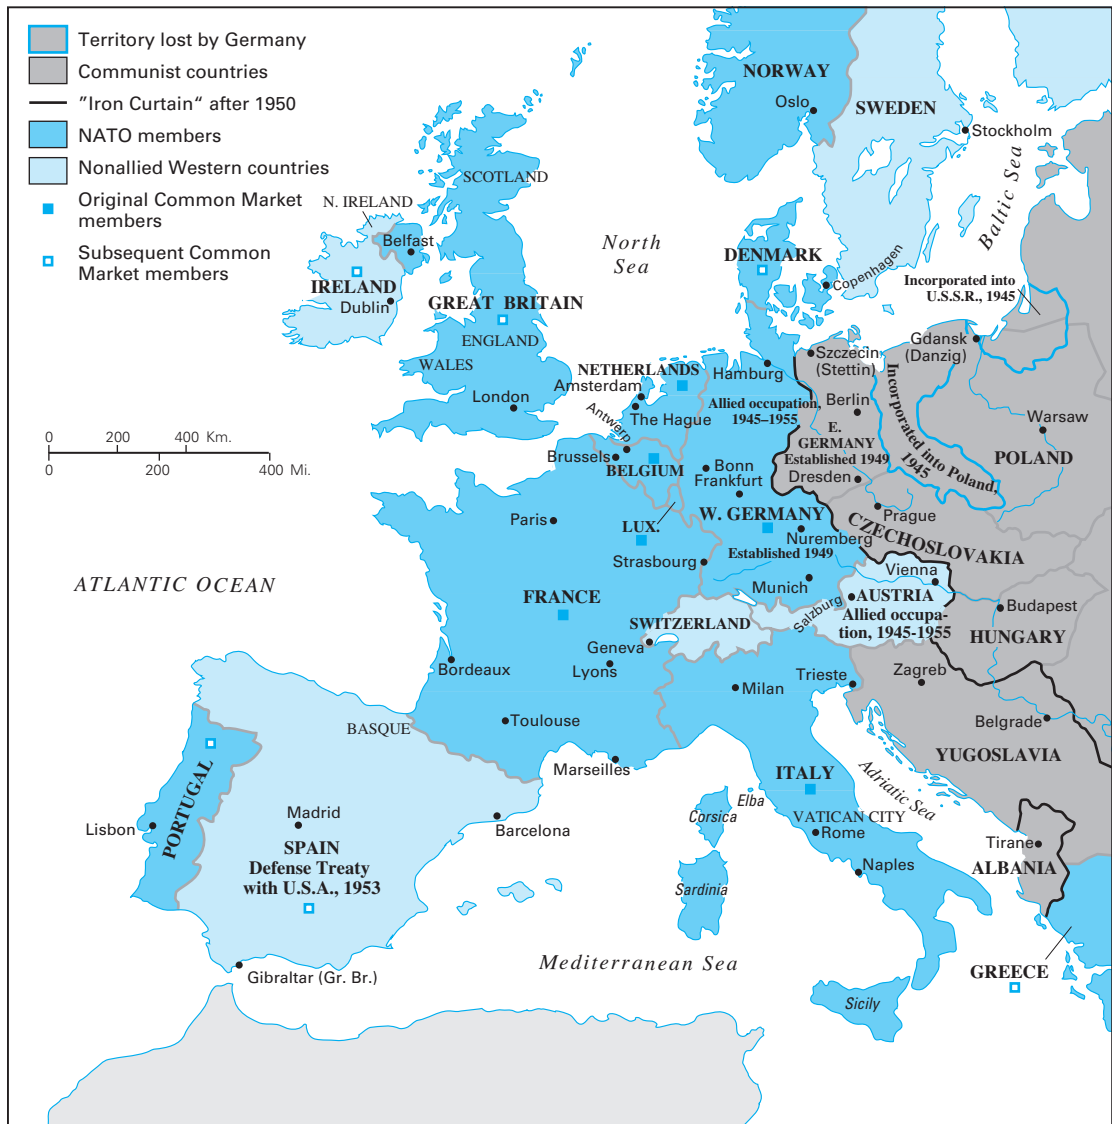 Territory lost by Germany
Communist countries
”Iron Curtain“ after 1950
NATO members
Nonallied Western countries
Original Common Market
members
Subsequent Common
Market members
NORWAY
Oslo
SWEDEN
Stockholm
Baltic Sea
SCOTLAND
N. IRELAND
Belfast
IRELAND
Dublin
GREAT BRITAIN
ENGLAND
WALES
London
North
Sea
DENMARK
Copenhagen
Incorporated into
U.S.S.R., 1945
Gdansk
(Danzig)
Szczecin
(Stettin)
Hamburg
NETHERLANDS
Amsterdam
The Hague
Allied occupation,
1945–1955
Berlin
E.
GERMANY
Established 1949
Dresden
Incorporated into Poland,
1945
Warsaw
POLAND
0 200 400 Km.
0 200 400 Mi.
Antwerp
Brussels
BELGIUM
Bonn
Frankfurt
Paris
LUX.
W. GERMANY
Nuremberg
Established 1949
Strasbourg
Munich
Prague
CZECHOSLOVAKIA
Vienna
AUSTRIA
Allied occupa-
tion, 1945-1955
Salzburg
Budapest
HUNGARY
ATLANTIC OCEAN
FRANCE
SWITZERLAND
Geneva
Lyons
Bordeaux
Toulouse
Marseilles
BASQUE
Milan
Trieste
Zagreb
Belgrade
YUGOSLAVIA
ITALY
Adriatic Sea
Elba
Corsica
VATICAN CITY
Rome
Naples
Sardinia
Tirane
ALBANIA
PORTUGAL
Lisbon
Madrid
SPAIN
Defense Treaty
with U.S.A., 1953
Barcelona
Gibraltar (Gr. Br.)
Mediterranean Sea
Sicily
GREECE